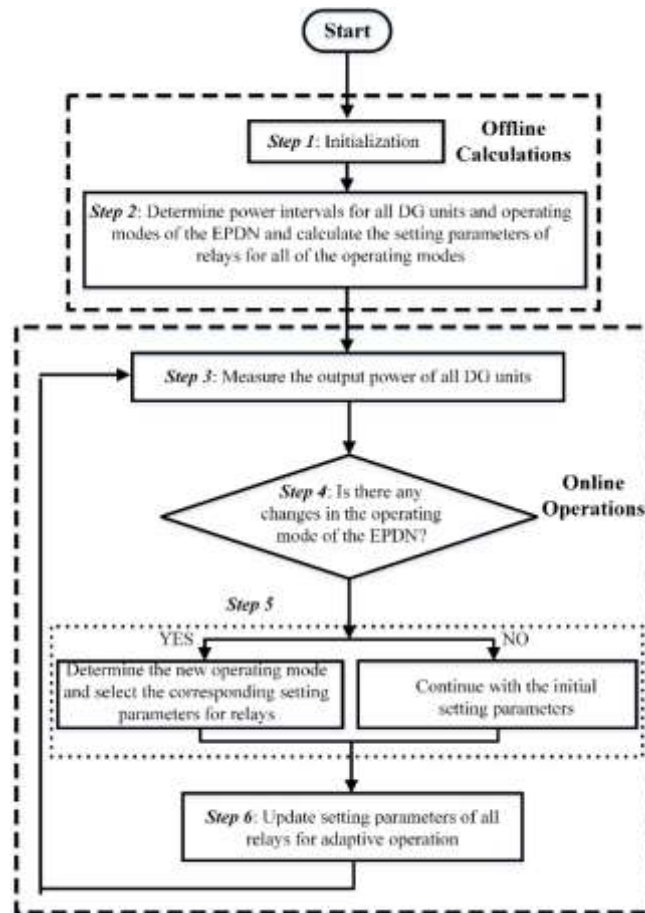 Start
Offline
Calculations
Step 1: Initialization
Step 2: Determine power intervals for all DG units and operating
modes of the EPDN and calculate the setting parameters of
relays for all of the operating modes
Step 3: Measure the output power of all DG units
Step 4: Is there any
changes in the operating
mode of the EPDN?
Online
Operations
Step 5
YES
NO
Determine the new operating mode
and select the corresponding setting
parameters for relays
Continue with the initial
setting parameters
Step 6: Update setting parameters of all
relays for adaptive operation